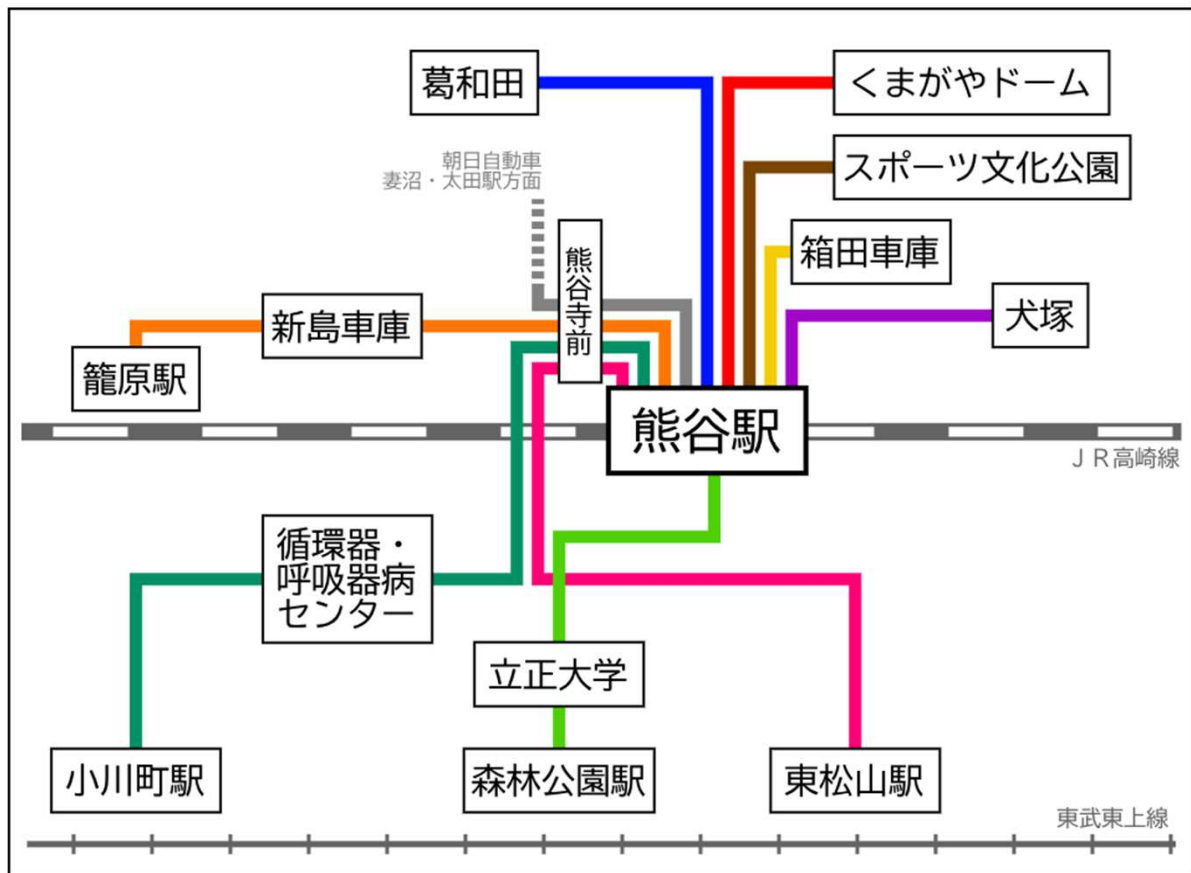 葛和田
くまがやドーム
朝日自動車
妻沼・太田駅方面
スポーツ文化公園
熊谷寺前
箱田車庫
新島車庫
犬塚
籠原駅
熊谷駅
ＪＲ高崎線
循環器・
呼吸器病
センター
立正大学
小川町駅
森林公園駅
東松山駅
東武東上線